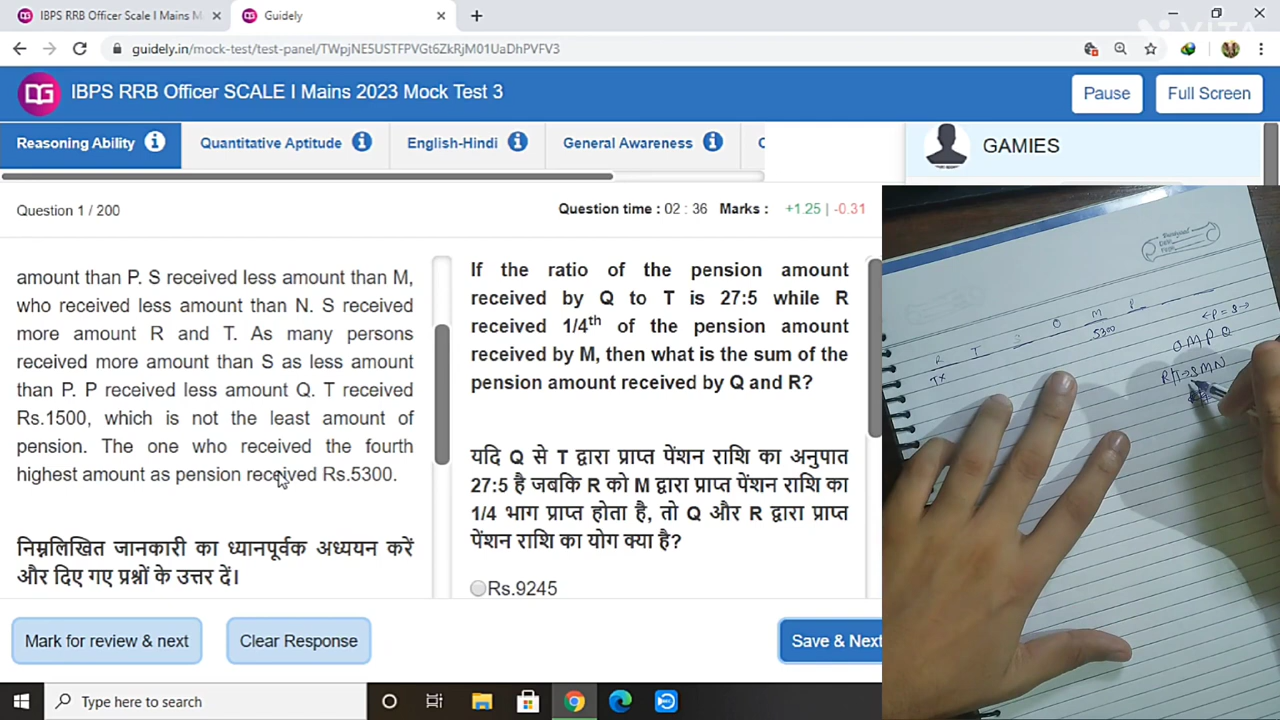 IBPS RRB Officer Scale I Mains M
Guidely
VITA
guidely.in/mock-test/test-panel/TWpjNE5USTFPVGt6ZkRjM01UaDhPVFV3
DG
IBPS RRB Officer SCALE I Mains 2023 Mock Test 3
Pause
Full Screen
Reasoning Ability
Quantitative Aptitude
English-Hindi
General Awareness
GAMIES
Question 1 / 200
Question time : 02 : 36 Marks : +1.25 | -0.31
amount than P. S received less amount than M,
who received less amount than N. S received
more amount R and T. As many persons
received more amount than S as less amount
than P. P received less amount Q. T received
Rs.1500, which is not the least amount of
pension. The one who received the fourth
highest amount as pension received Rs.5300.
निम्नलिखित जानकारी का ध्यानपूर्वक अध्ययन करें
और दिए गए प्रश्नों के उत्तर दें।
If the ratio of the pension amount
received by Q to T is 27:5 while R
received 1/4th of the pension amount
received by M, then what is the sum of the
pension amount received by Q and R?
यदि Q से T द्वारा प्राप्त पेंशन राशि का अनुपात
27:5 है जबकि R को M द्वारा प्राप्त पेंशन राशि का
1/4 भाग प्राप्त होता है, तो Q और R द्वारा प्राप्त
पेंशन राशि का योग क्या है?
Rs.9245
R T S O M P
TX 5300
<P = S>
O M P Q
R/T>S M N
Mark for review & next
Clear Response
Save & Next
Type here to search